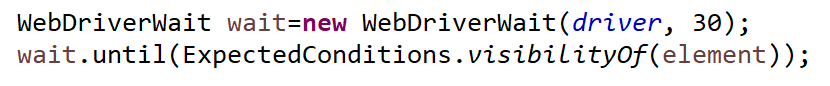 WebDriverWait wait=new WebDriverWait(driver, 30);
wait.until(ExpectedConditions.visibilityOf(element));